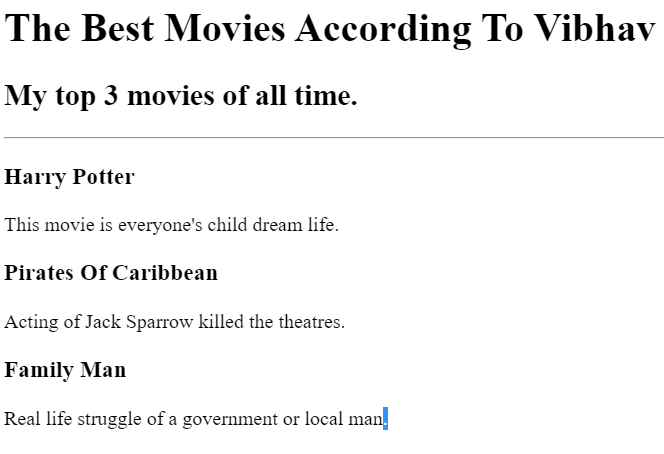 The Best Movies According To Vibhav
My top 3 movies of all time.
Harry Potter
This movie is everyone's child dream life.
Pirates Of Caribbean
Acting of Jack Sparrow killed the theatres.
Family Man
Real life struggle of a government or local man.